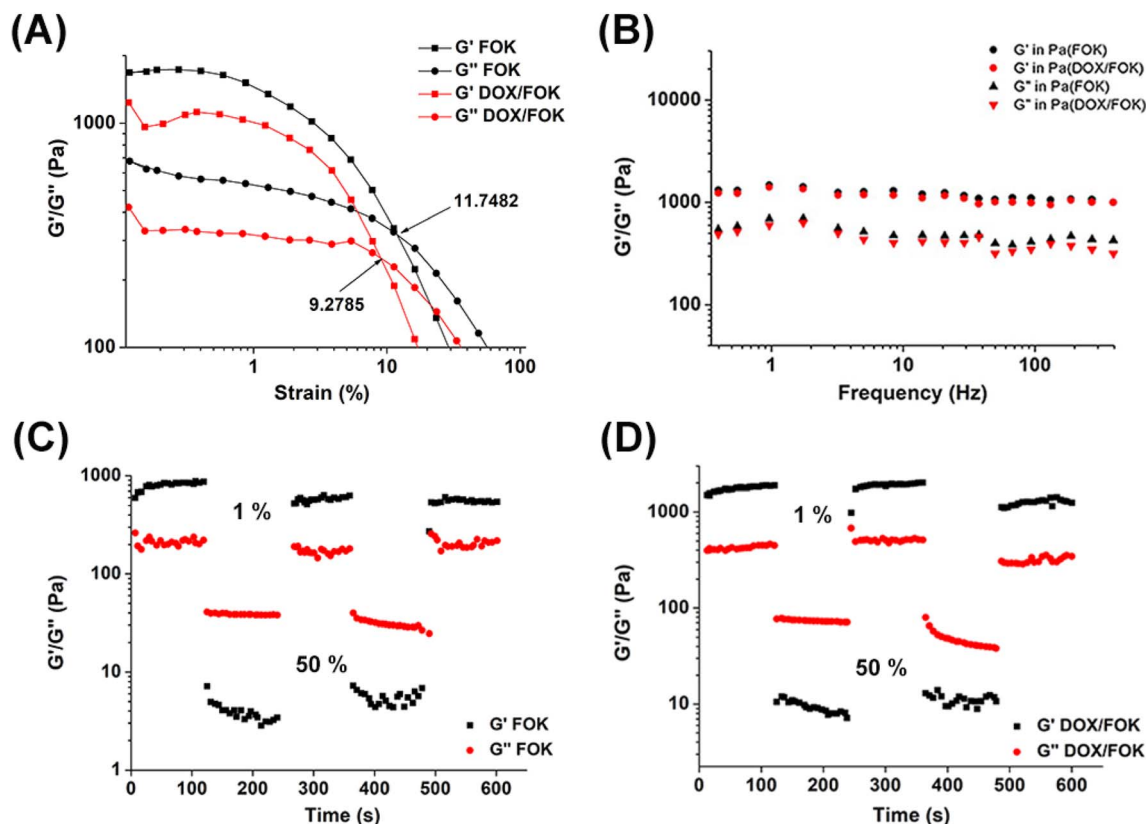 (A)
G' FOK
G'' FOK
G' DOX/FOK
G'' DOX/FOK
1000
100
G'/G'' (Pa)
11.7482
9.2785
1
10
100
Strain (%)
(B)
G' in Pa(FOK)
G' in Pa(DOX/FOK)
G'' in Pa(FOK)
G'' in Pa(DOX/FOK)
10000
1000
100
G'/G'' (Pa)
1
10
100
Frequency (Hz)
(C)
1000
100
10
1
G'/G'' (Pa)
1 %
50 %
G' FOK
G'' FOK
0 100 200 300 400 500 600
Time (s)
(D)
1000
100
10
G'/G'' (Pa)
1 %
50 %
G' DOX/FOK
G'' DOX/FOK
0 100 200 300 400 500 600
Time (s)